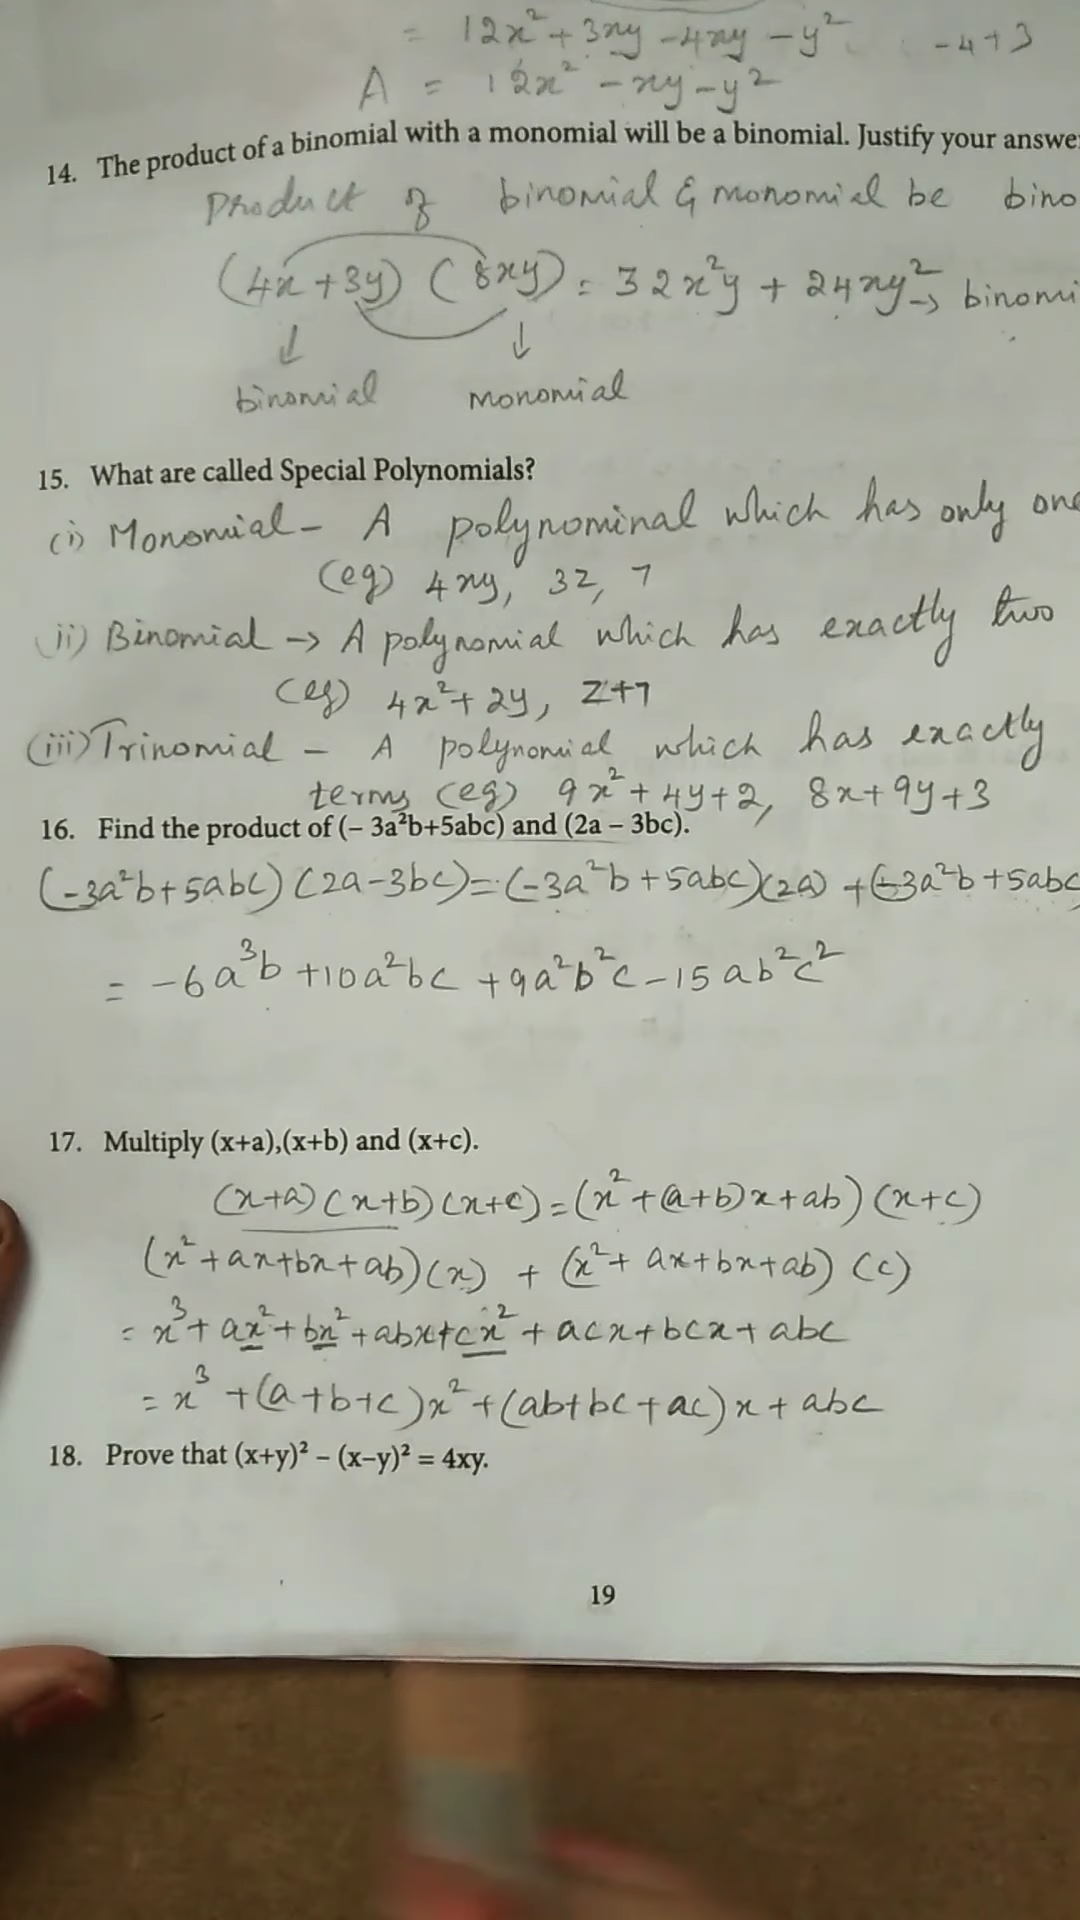 = 12x² + 3xy - 4xy - y² -4+3
A = 12x² - xy - y²
14. The product of a binomial with a monomial will be a binomial. Justify your answe
Product of binomial & monomial be bino
(4x + 3y) (8xy) = 32x²y + 24xy² → binomi
↓ ↓
binomial monomial
15. What are called Special Polynomials?
(i) Monomial - A polynominal which has only one
(eg) 4xy, 3z, 7
(ii) Binomial → A polynomial which has exactly two
(eg) 4x² + 2y, z+7
(iii) Trinomial - A polynomial which has exactly
terms (eg) 9x² + 4y + 2, 8x + 9y + 3
16. Find the product of (– 3a²b+5abc) and (2a – 3bc).
(-3a²b + 5abc) (2a - 3bc) = (-3a²b + 5abc)(2a) + (-3a²b + 5abc
= -6a³b + 10a²bc + 9a²b²c - 15ab²c²
17. Multiply (x+a),(x+b) and (x+c).
(x+a) (x+b) (x+c) = (x² + (a+b)x + ab) (x+c)
(x² + ax + bx + ab) (x) + (x² + ax + bx + ab) (c)
= x³ + ax² + bx² + abx + cx² + acx + bcx + abc
= x³ + (a+b+c)x² + (ab+bc+ac)x + abc
18. Prove that (x+y)² – (x–y)² = 4xy.
19